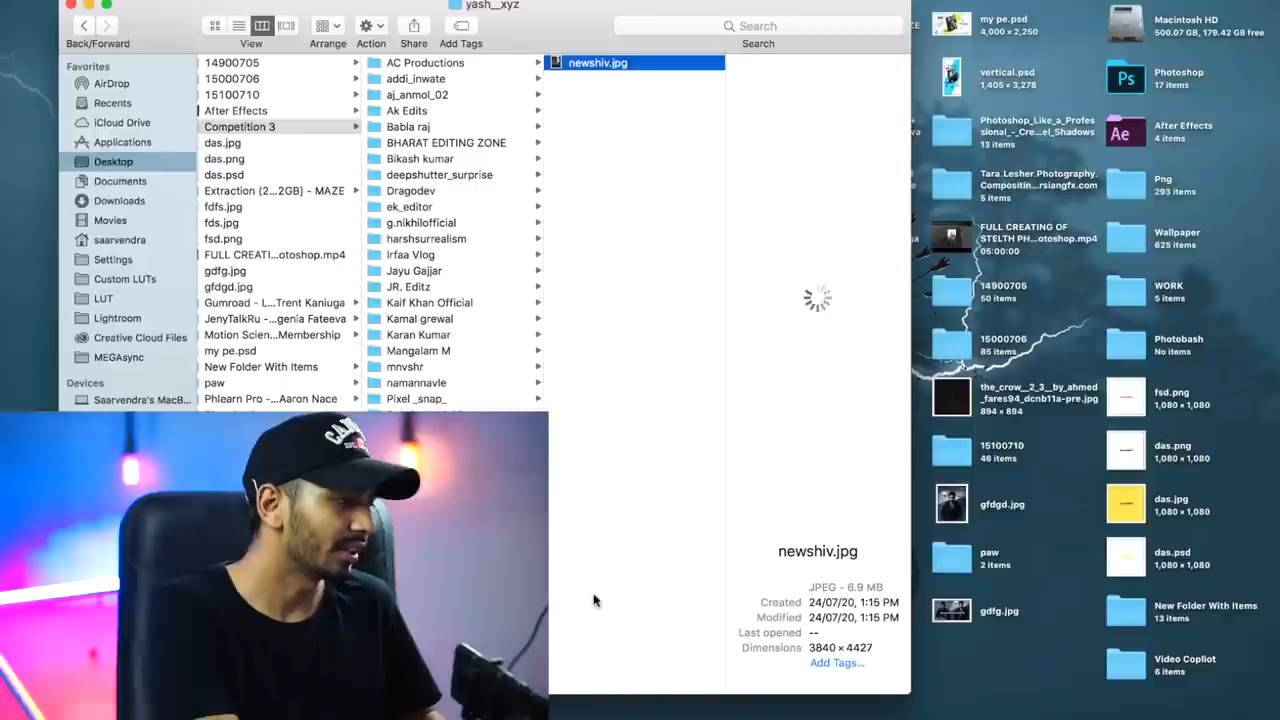 yash__xyz
Back/Forward
View
Arrange
Action
Share
Add Tags
Search
Search
Favorites
AirDrop
Recents
iCloud Drive
Applications
Desktop
Documents
Downloads
Movies
saarvendra
Settings
Custom LUTs
LUT
Lightroom
Creative Cloud Files
MEGAsync
Devices
Saarvendra's MacB...
14900705
15000706
15100710
After Effects
Competition 3
das.jpg
das.png
das.psd
Extraction (2...2GB) - MAZE
fdfs.jpg
fds.jpg
fsd.png
FULL CREATI...otoshop.mp4
gdfg.jpg
gfdgd.jpg
Gumroad - L...Trent Kaniuga
JenyTalkRu -...genia Fateeva
Motion Scien...Membership
my pe.psd
New Folder With Items
paw
Phlearn Pro -...Aaron Nace
AC Productions
addi_inwate
aj_anmol_02
Ak Edits
Babla raj
BHARAT EDITING ZONE
Bikash kumar
deepshutter_surprise
Dragodev
ek_editor
g.nikhilofficial
harshsurrealism
Irfaa Vlog
Jayu Gajjar
JR. Editz
Kaif Khan Official
Kamal grewal
Karan Kumar
Mangalam M
mnvshr
namannavle
Pixel _snap_
newshiv.jpg
newshiv.jpg
JPEG - 6.9 MB
Created 24/07/20, 1:15 PM
Modified 24/07/20, 1:15 PM
Last opened --
Dimensions 3840 × 4427
Add Tags...
my pe.psd
4,000 × 2,250
vertical.psd
1,405 × 3,278
Photoshop_Like_a_Profes
sional_-_Cre...el_Shadows
13 items
Tara.Lesher.Photography.
Compositin...rsiangfx.com
5 items
FULL CREATING OF
STELTH PH...otoshop.mp4
05:00:00
14900705
50 items
15000706
85 items
the_crow__2_3__by_ahmed
_fares94_dcnb11a-pre.jpg
894 × 894
15100710
46 items
gfdgd.jpg
paw
2 items
gdfg.jpg
Macintosh HD
500.07 GB, 179.42 GB free
Ps
Photoshop
17 items
Ae
After Effects
4 items
Png
293 items
Wallpaper
625 items
WORK
5 items
Photobash
No items
fsd.png
1,080 × 1,080
das.png
1,080 × 1,080
das.jpg
1,080 × 1,080
das.psd
1,080 × 1,080
New Folder With Items
13 items
Video Copliot
6 items